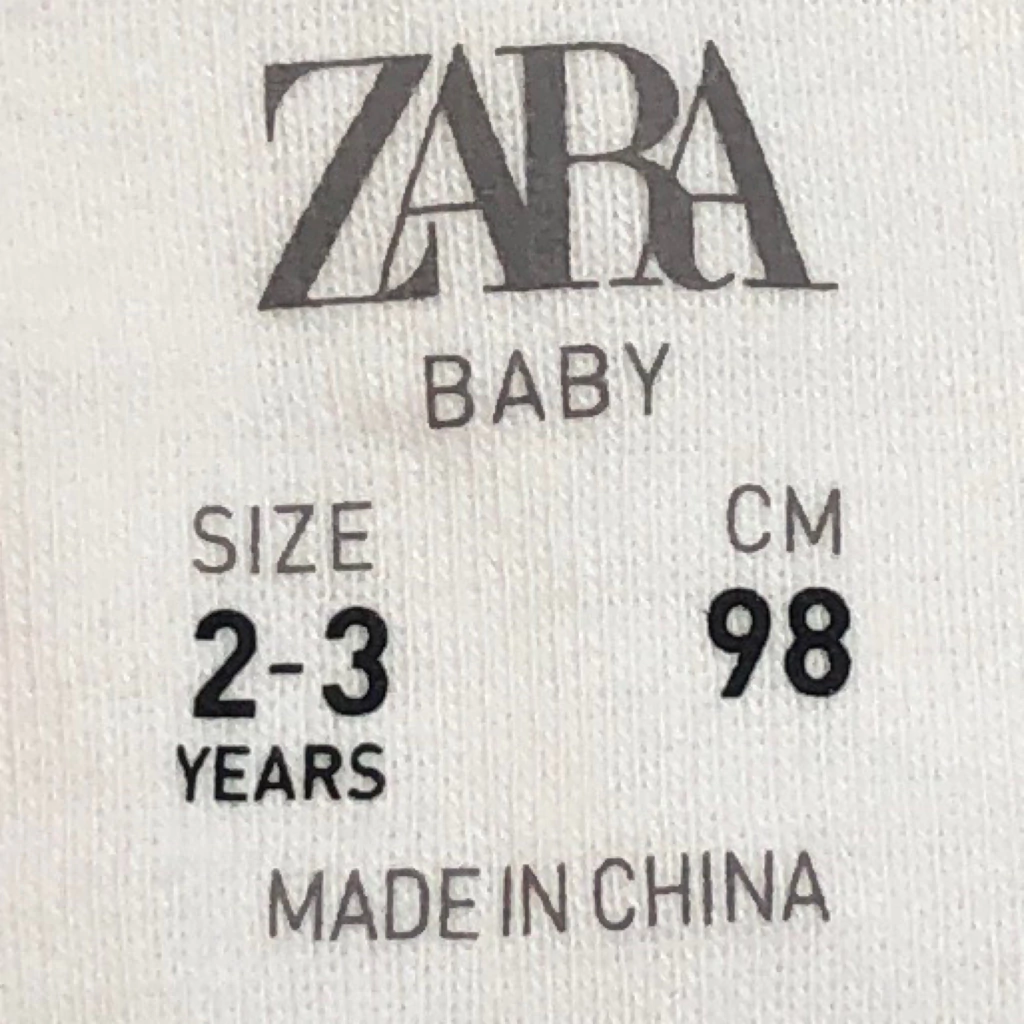 ZARA
BABY
SIZE CM
2-3 98
YEARS
MADE IN CHINA